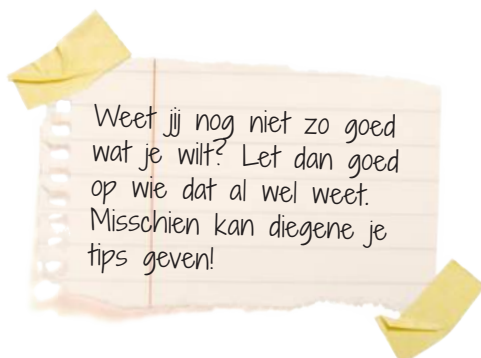 Weet jij nog niet zo goed
wat je wilt? Let dan goed
op wie dat al wel weet.
Misschien kan diegene je
tips geven!